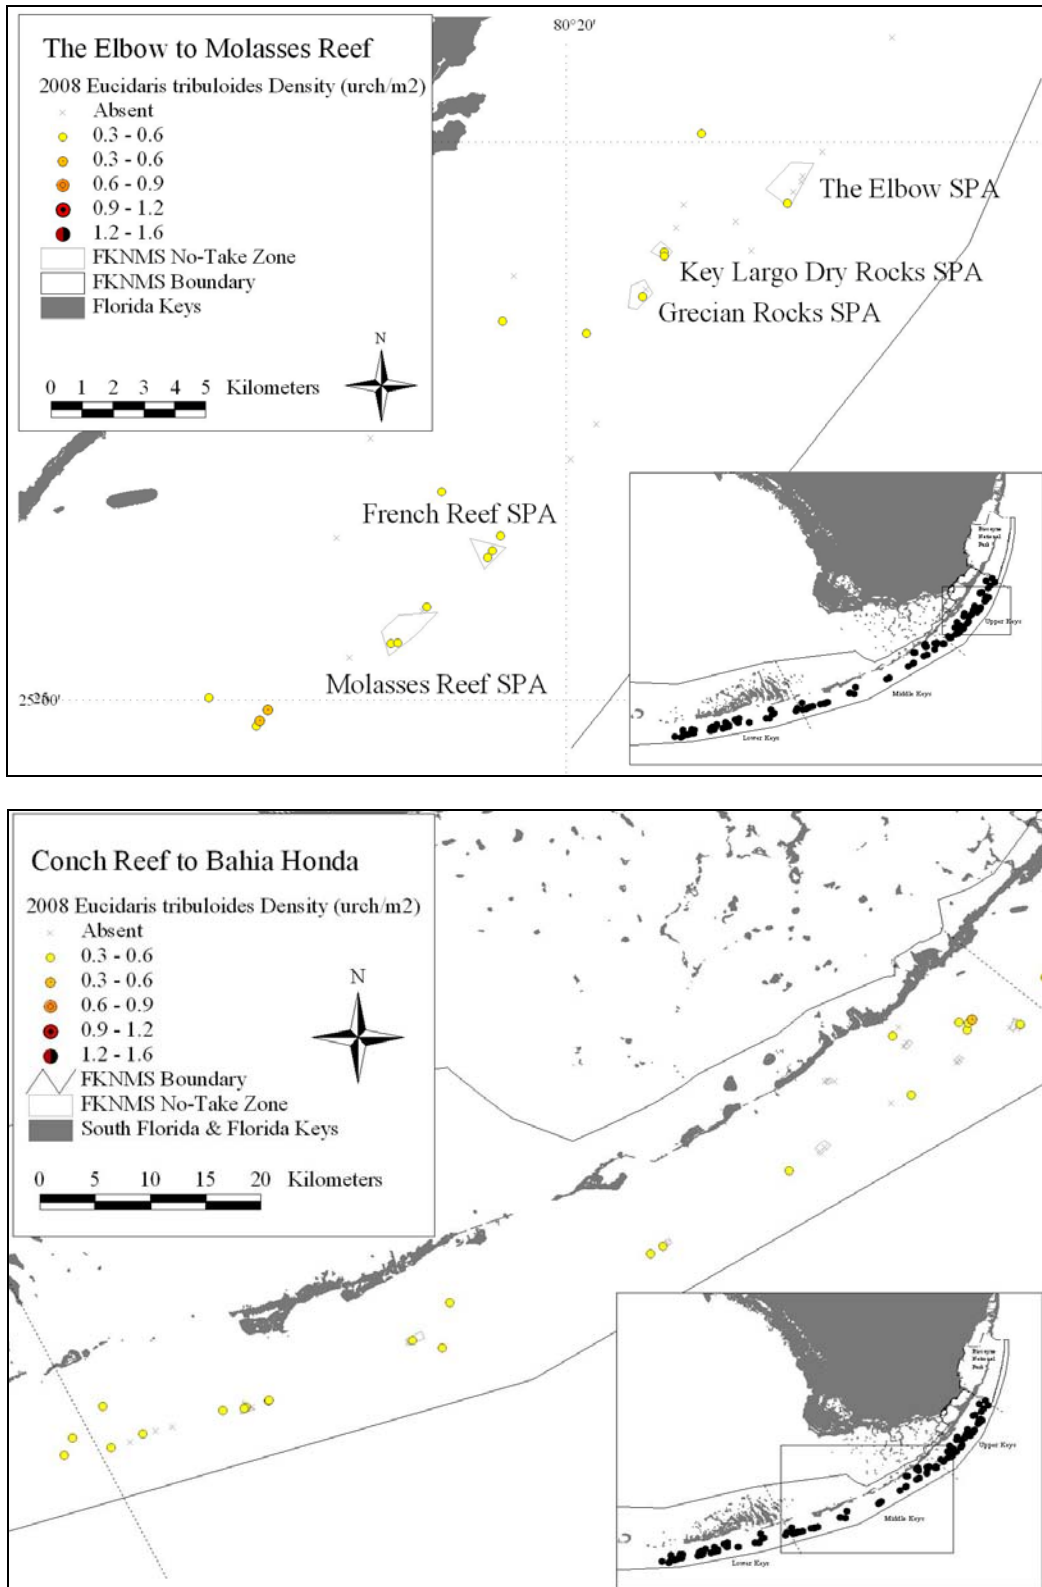 The Elbow to Molasses Reef
2008 Eucidaris tribuloides Density (urch/m2)
Absent
0.3 - 0.6
0.3 - 0.6
0.6 - 0.9
0.9 - 1.2
1.2 - 1.6
FKNMS No-Take Zone
FKNMS Boundary
Florida Keys
N
0 1 2 3 4 5 Kilometers
80°20'
The Elbow SPA
Key Largo Dry Rocks SPA
Grecian Rocks SPA
French Reef SPA
Molasses Reef SPA
Biscayne
National
Park
Upper Keys
Middle Keys
Lower Keys
Conch Reef to Bahia Honda
2008 Eucidaris tribuloides Density (urch/m2)
Absent
0.3 - 0.6
0.3 - 0.6
0.6 - 0.9
0.9 - 1.2
1.2 - 1.6
FKNMS Boundary
FKNMS No-Take Zone
South Florida & Florida Keys
N
0 5 10 15 20 Kilometers
Biscayne
National
Park
Upper Keys
Middle Keys
Lower Keys